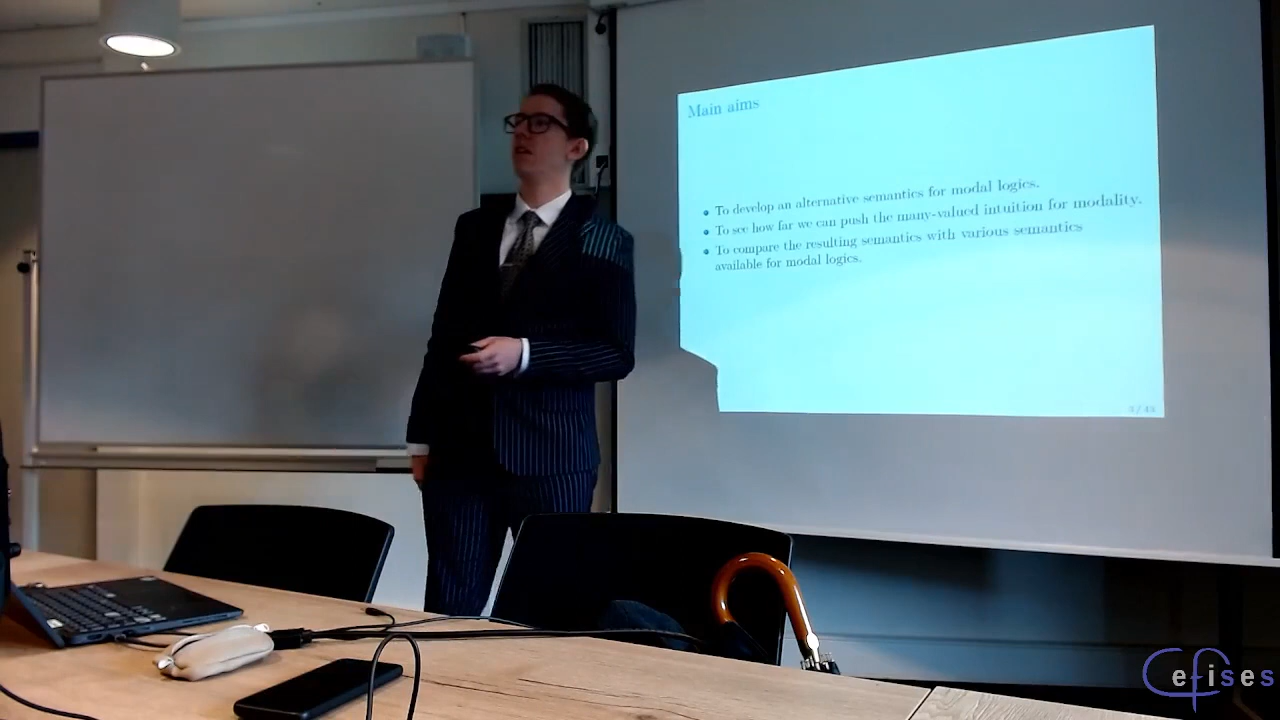 Main aims
To develop an alternative semantics for modal logics.
To see how far we can push the many-valued intuition for modality.
To compare the resulting semantics with various semantics
available for modal logics.
Cefises